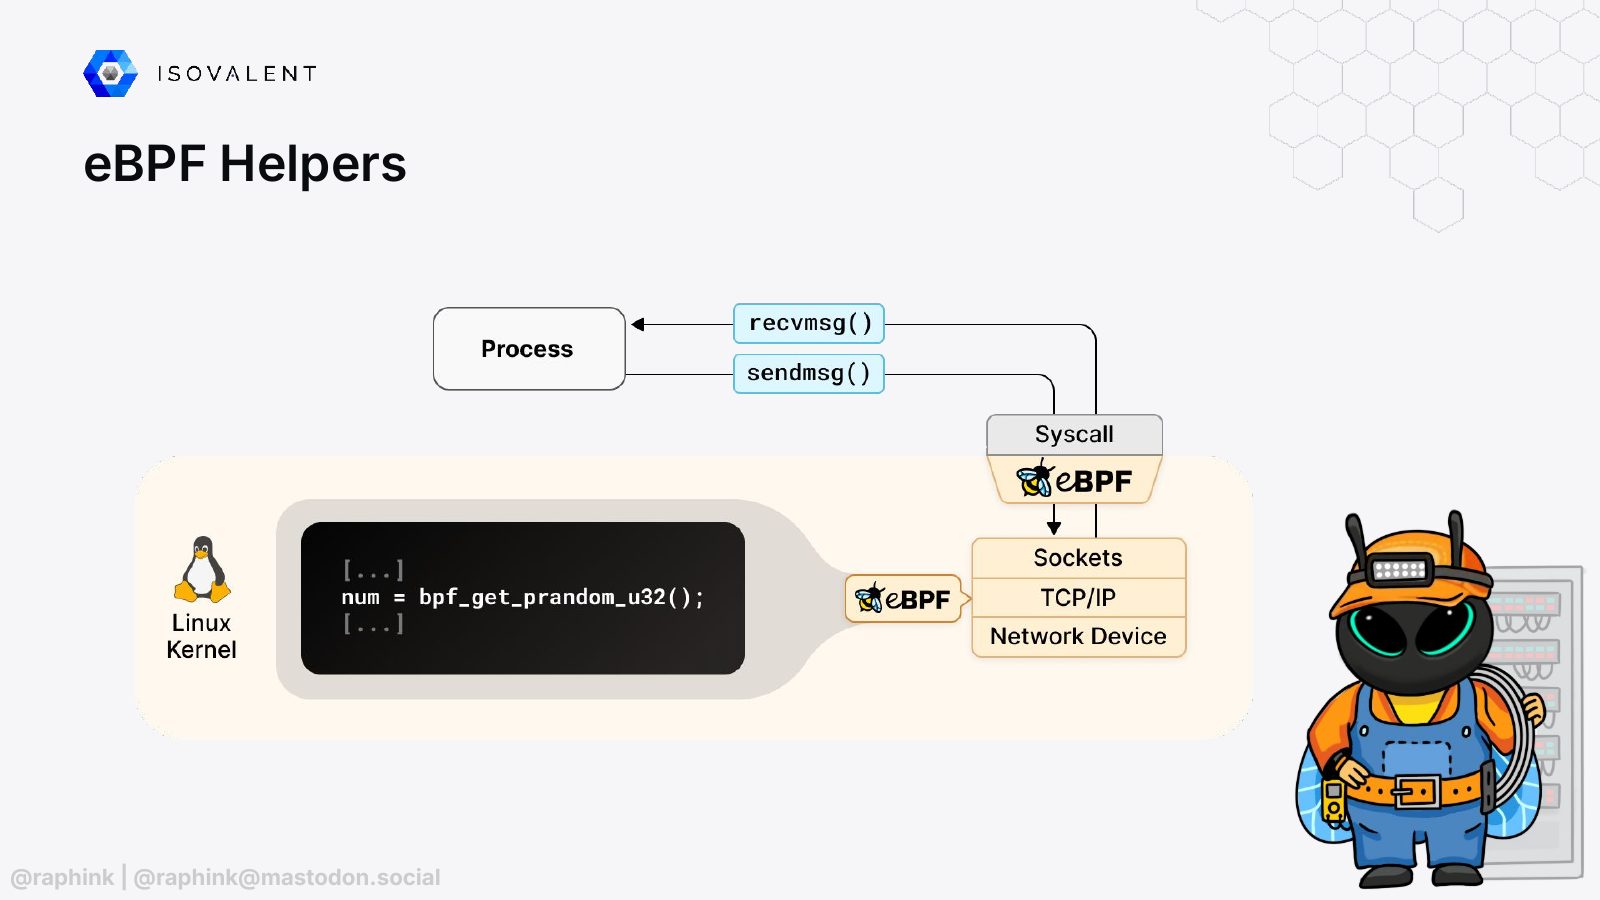 ISOVALENT
eBPF Helpers
Process
recvmsg()
sendmsg()
Syscall
eBPF
[...]
num = bpf_get_prandom_u32();
[...]
Linux
Kernel
eBPF
Sockets
TCP/IP
Network Device
@raphink | @raphink@mastodon.social